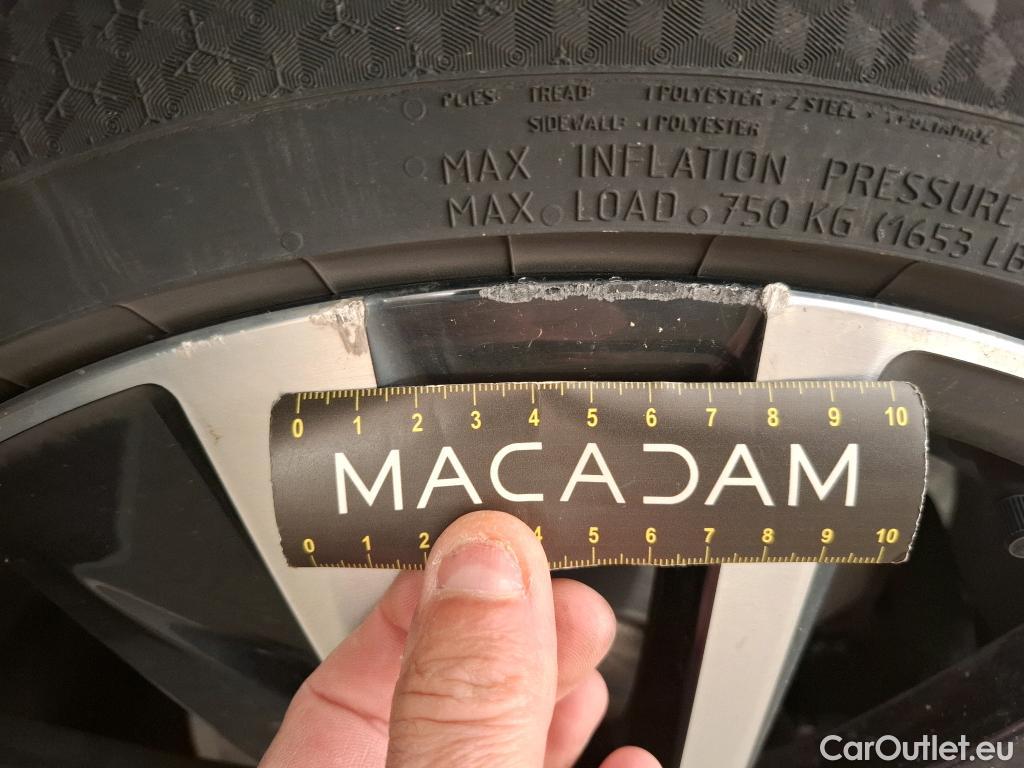 PLIES: TREAD: 1 POLYESTER + 2 STEEL + 1 POLYAMIDE
SIDEWALL: 1 POLYESTER
MAX INFLATION PRESSURE
MAX LOAD 750 KG (1653 LB
0 1 2 3 4 5 6 7 8 9 10
MACADAM
0 1 2 4 5 6 7 8 9 10
CarOutlet.eu